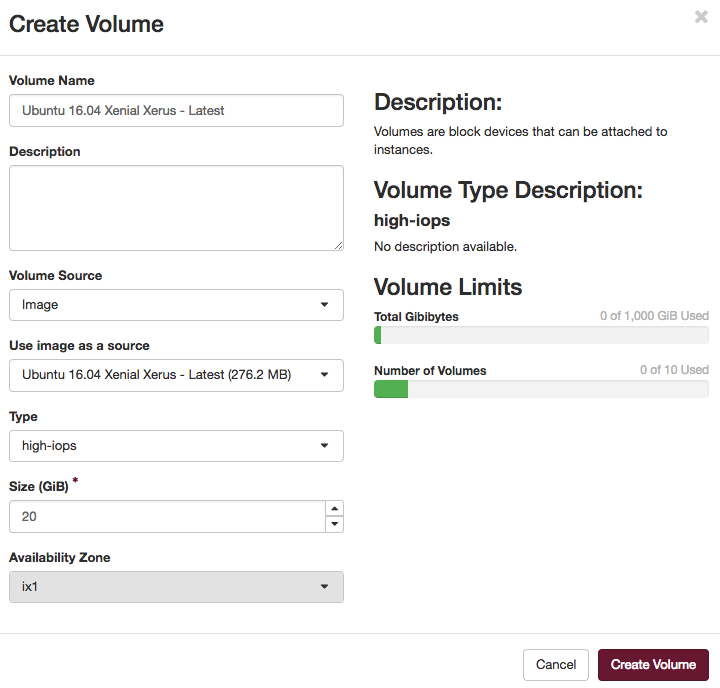 Create Volume
×
Volume Name
Ubuntu 16.04 Xenial Xerus - Latest
Description
Volume Source
Image
Use image as a source
Ubuntu 16.04 Xenial Xerus - Latest (276.2 MB)
Type
high-iops
Size (GiB) *
20
Availability Zone
ix1
Description:
Volumes are block devices that can be attached to
instances.
Volume Type Description:
high-iops
No description available.
Volume Limits
Total Gibibytes 0 of 1,000 GiB Used
Number of Volumes 0 of 10 Used
Cancel
Create Volume